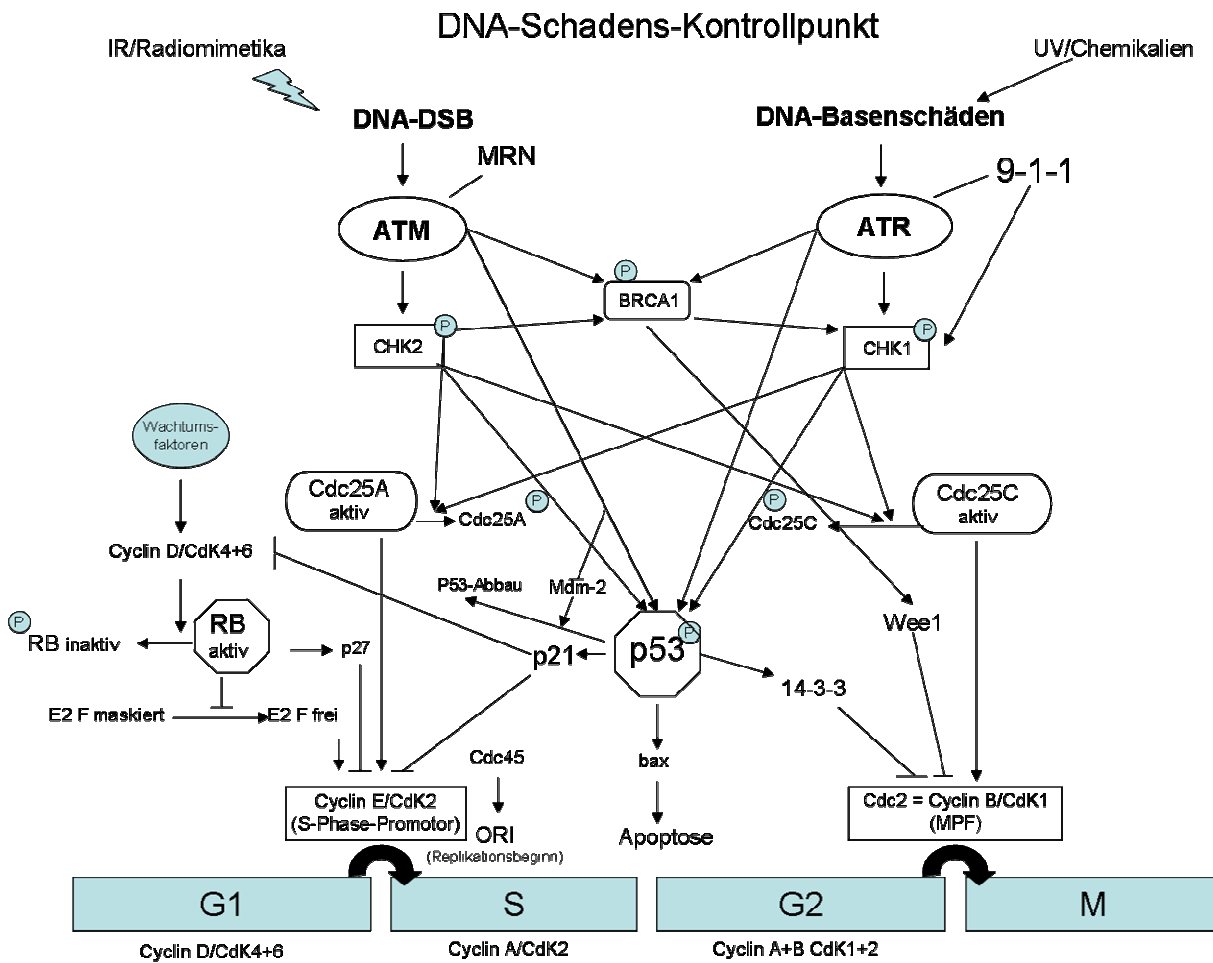 DNA-Schadens-Kontrollpunkt
IR/Radiomimetika
UV/Chemikalien
DNA-DSB
DNA-Basenschäden
MRN
9-1-1
ATM
ATR
P
BRCA1
P
CHK2
P
CHK1
Wachtums-
faktoren
Cdc25A
aktiv
P
Cdc25A
P
Cdc25C
Cdc25C
aktiv
Cyclin D/CdK4+6
P53-Abbau
Mdm-2
P
RB inaktiv
RB
aktiv
p27
p21
P
p53
Wee1
14-3-3
E2 F maskiert
E2 F frei
Cdc45
bax
Cyclin E/CdK2
(S-Phase-Promotor)
ORI
(Replikationsbeginn)
Apoptose
Cdc2 = Cyclin B/CdK1
(MPF)
G1
S
G2
M
Cyclin D/CdK4+6
Cyclin A/CdK2
Cyclin A+B CdK1+2